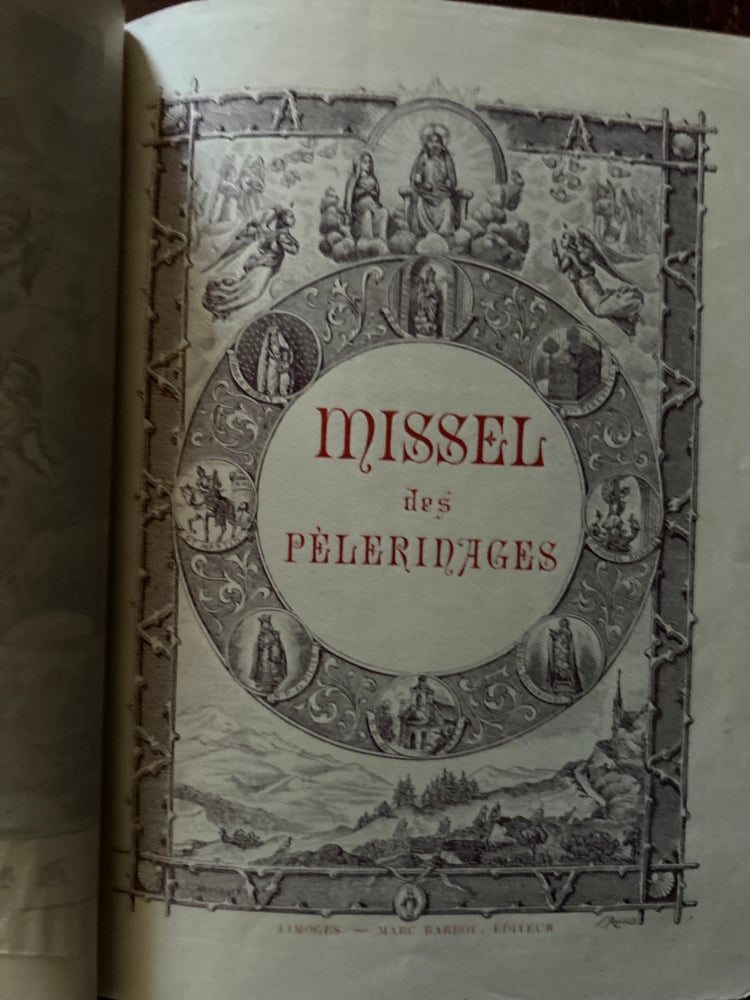 MISSEL
des
PÈLERINAGES
LIMOGES. — MARC BARBOU, ÉDITEUR